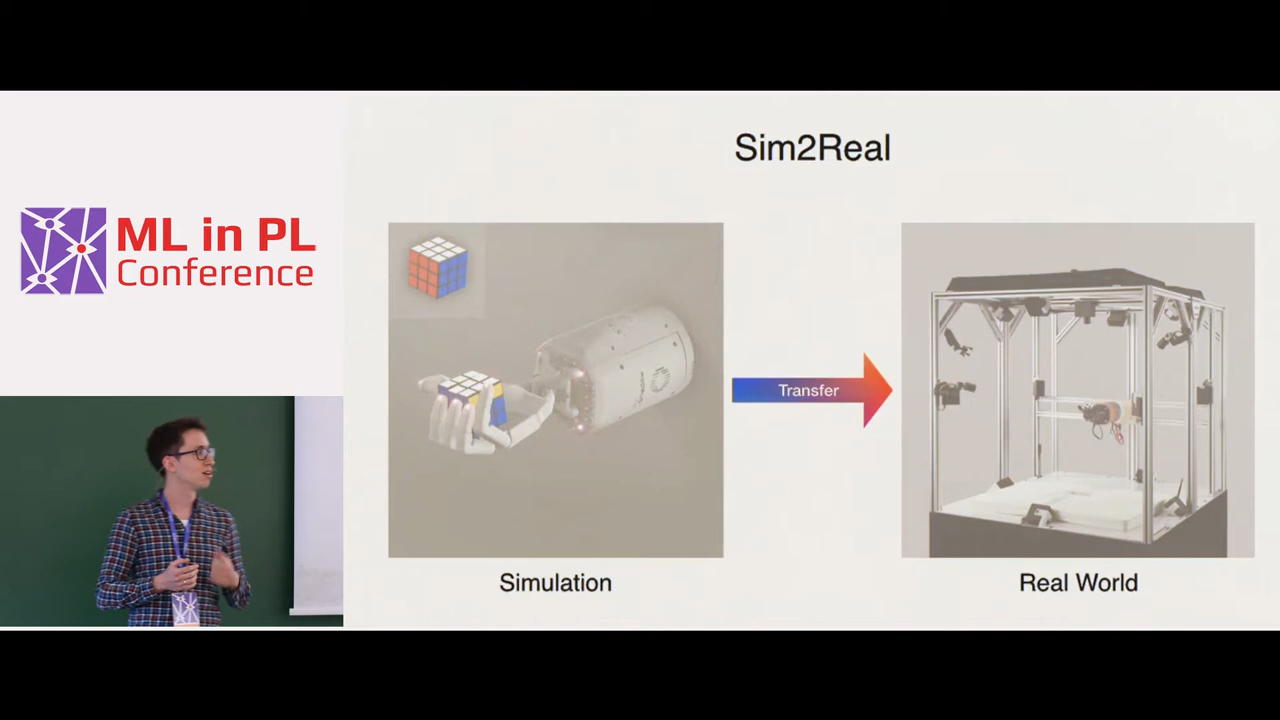 ML in PL
Conference
Sim2Real
Transfer
Simulation
Real World